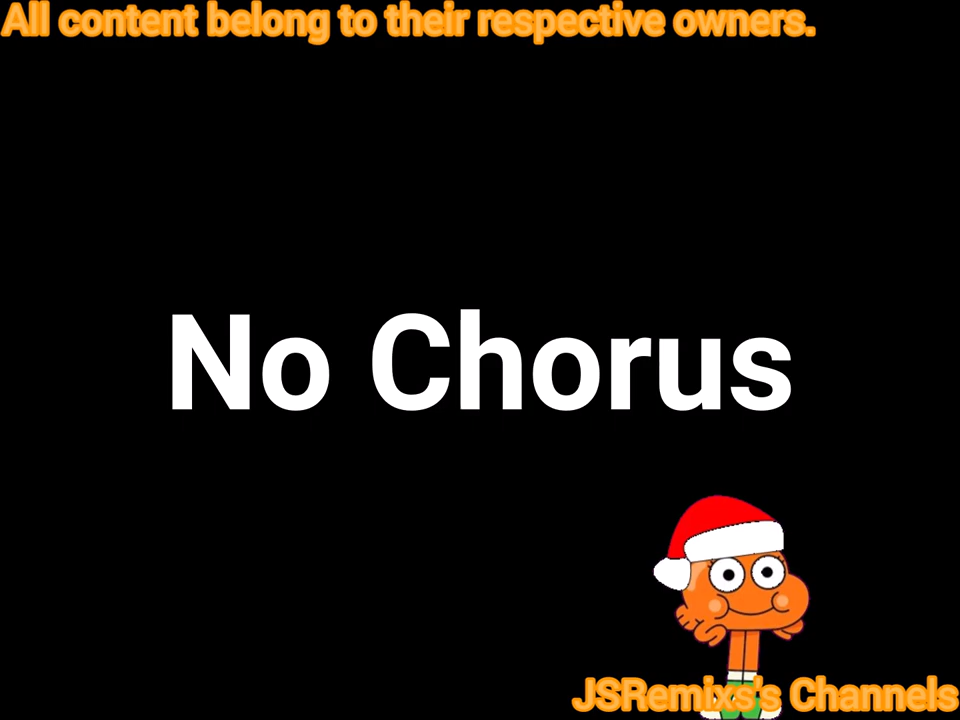 All content belong to their respective owners.
No Chorus
JSRemixs's Channels